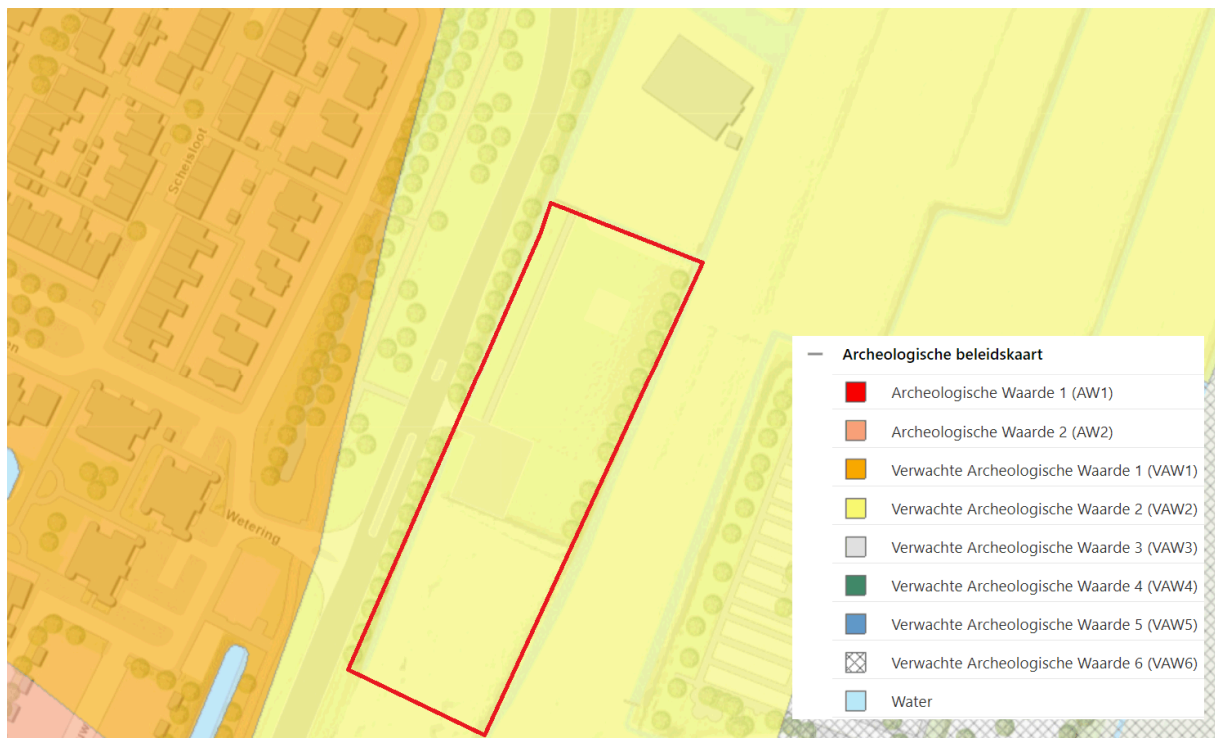 Schersloot
Wetering
Archeologische beleidskaart
Archeologische Waarde 1 (AW1)
Archeologische Waarde 2 (AW2)
Verwachte Archeologische Waarde 1 (VAW1)
Verwachte Archeologische Waarde 2 (VAW2)
Verwachte Archeologische Waarde 3 (VAW3)
Verwachte Archeologische Waarde 4 (VAW4)
Verwachte Archeologische Waarde 5 (VAW5)
Verwachte Archeologische Waarde 6 (VAW6)
Water